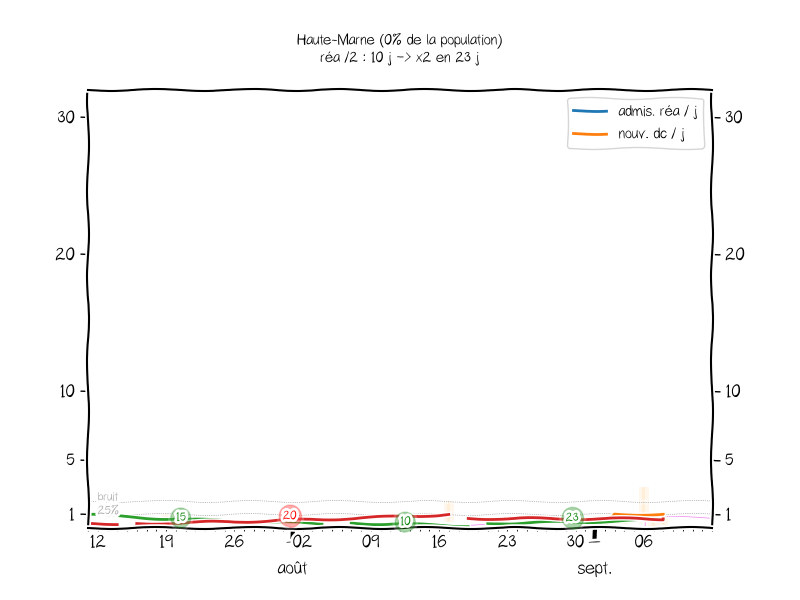 Haute-Marne (0% de la population)
réa /2 : 10 j -> x2 en 23 j
admis. réa / j
nouv. dc / j
30 30
20 20
10 10
5 5
bruit
25%
1 1
15 20 10 23
12 19 26 02 09 16 23 30 06
août sept.